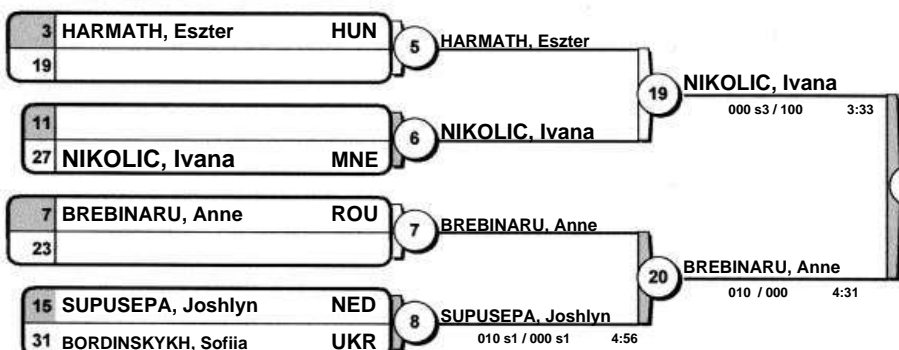 3 HARMATH, Eszter HUN
19
5
HARMATH, Eszter
11
27 NIKOLIC, Ivana MNE
6
NIKOLIC, Ivana
19
NIKOLIC, Ivana
000 s3 / 100 3:33
7 BREBINARU, Anne ROU
23
7
BREBINARU, Anne
15 SUPUSEPA, Joshlyn NED
31 BORDINSKYKH, Sofiia UKR
8
SUPUSEPA, Joshlyn
010 s1 / 000 s1 4:56
20
BREBINARU, Anne
010 / 000 4:31